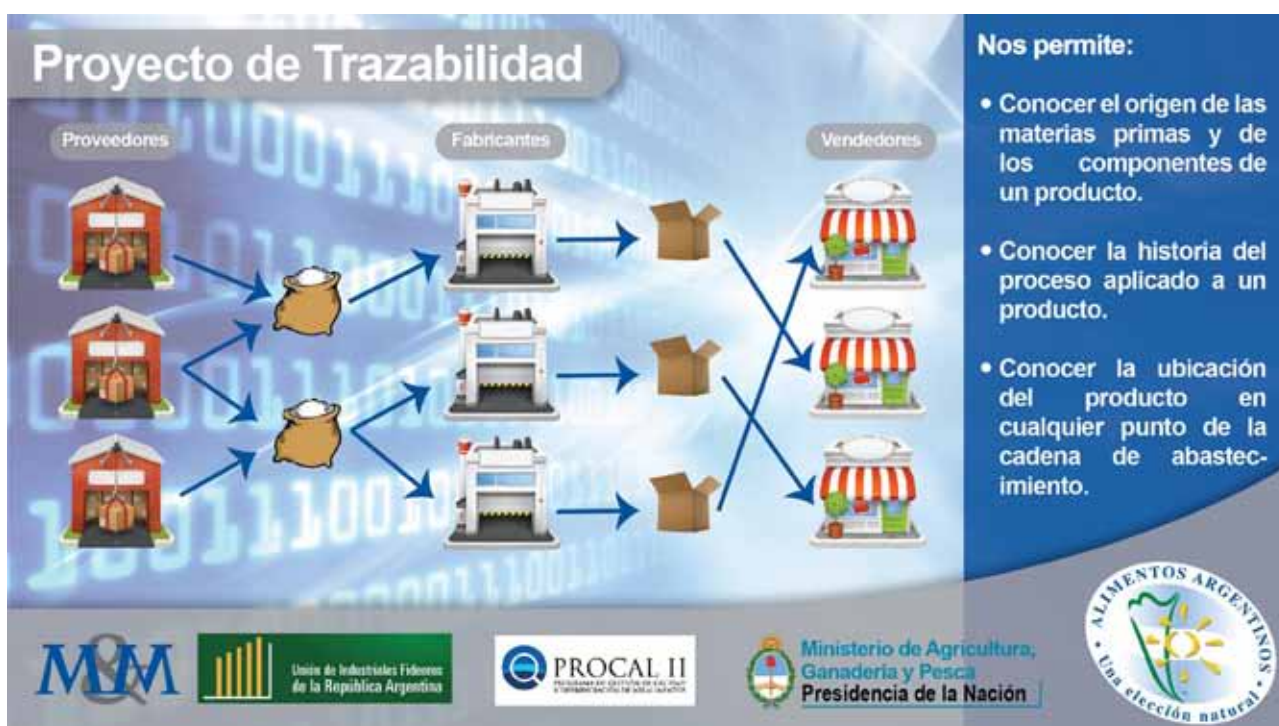 Proyecto de Trazabilidad
Proveedores
Fabricantes
Vendedores
Nos permite:
• Conocer el origen de las
materias primas y de
los componentes de
un producto.
• Conocer la historia del
proceso aplicado a un
producto.
• Conocer la ubicación
del producto en
cualquier punto de la
cadena de abastec-
imiento.
M&M
Unión de Industriales Fideeros
de la República Argentina
PROCAL II
Ministerio de Agricultura,
Ganadería y Pesca
Presidencia de la Nación
ALIMENTOS ARGENTINOS
Una elección natural